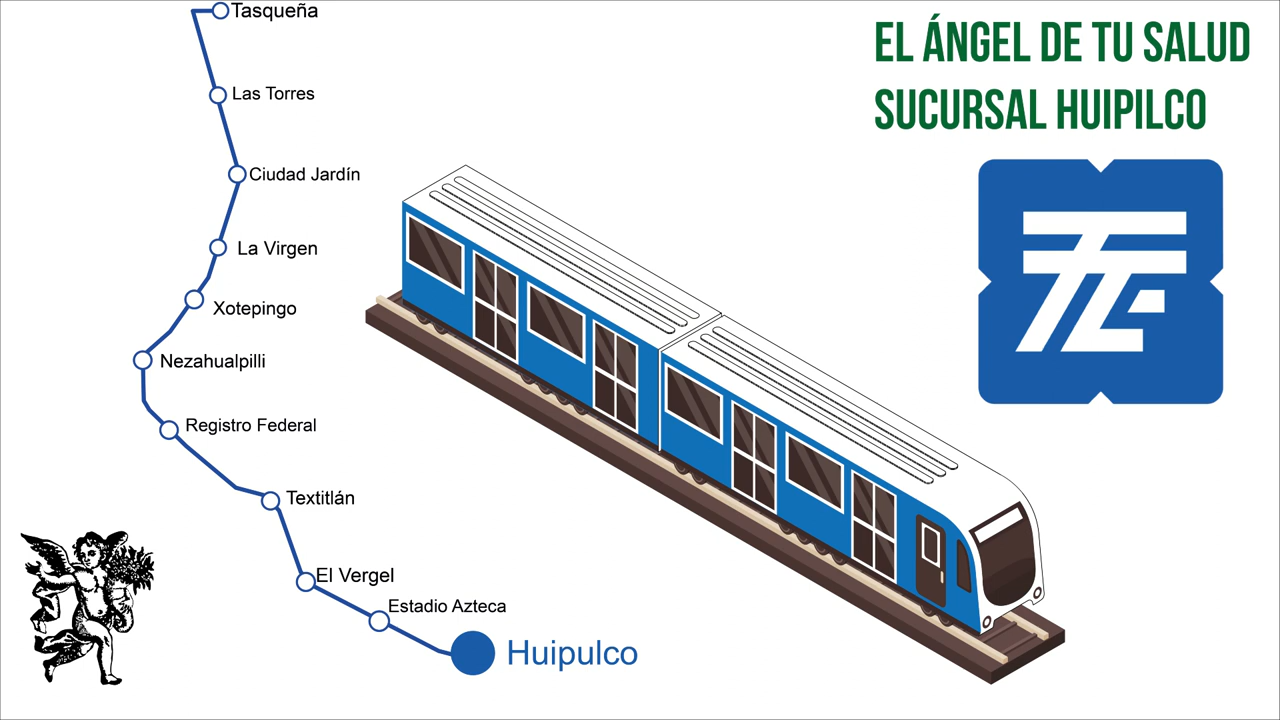 EL ÁNGEL DE TU SALUD
SUCURSAL HUIPILCO
Tasqueña
Las Torres
Ciudad Jardín
La Virgen
Xotepingo
Nezahualpilli
Registro Federal
Textitlán
El Vergel
Estadio Azteca
Huipulco